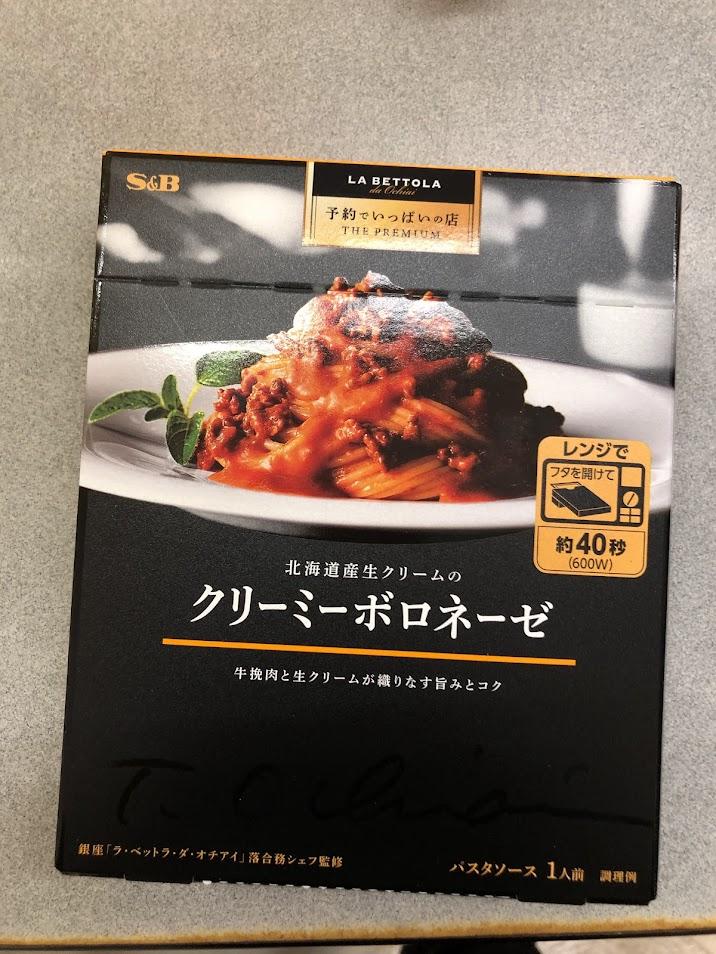 S&B
LA BETTOLA
da Ochiai
予約でいっぱいの店
THE PREMIUM
レンジで
フタを開けて
約40秒
(600W)
北海道産生クリームの
クリーミーボロネーゼ
牛挽肉と生クリームが織りなす旨みとコク
T. Ochiai
銀座「ラ・ベットラ・ダ・オチアイ」落合務シェフ監修
パスタソース 1人前 調理例